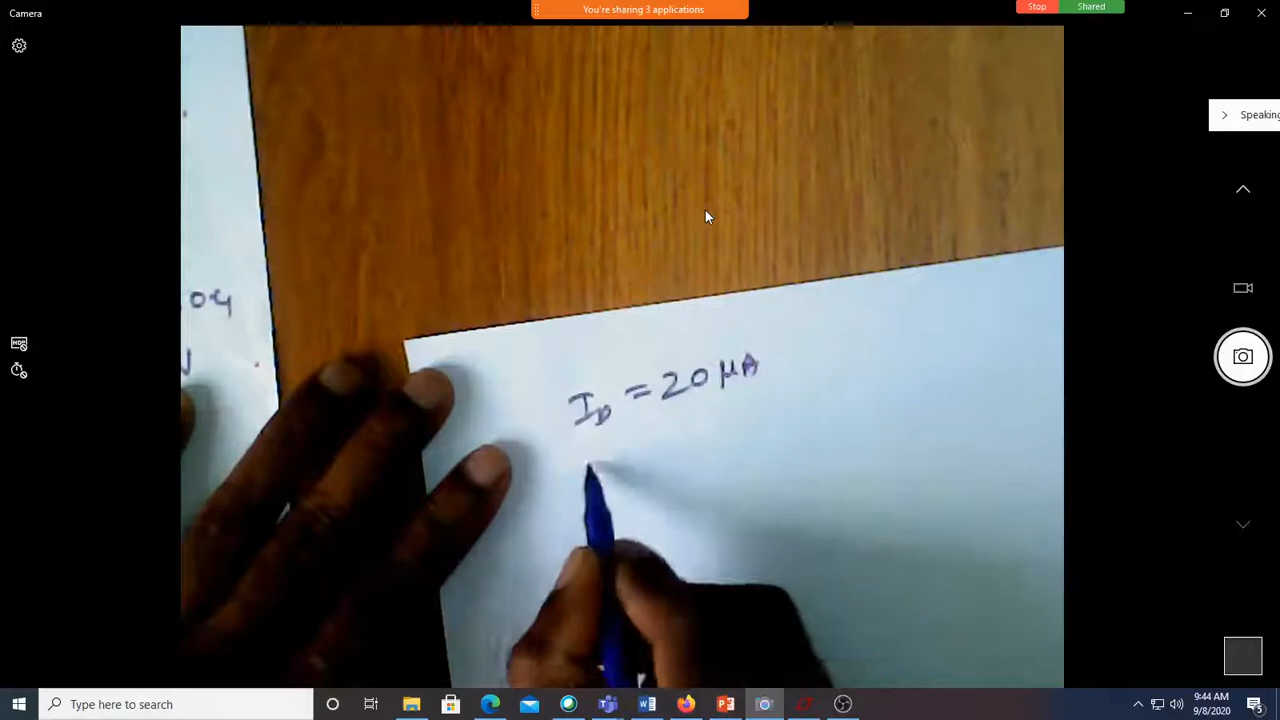 Camera
You're sharing 3 applications
Stop
Shared
Speaking
.04
I_D = 20 μA
Type here to search
9:44 AM
9/8/2020